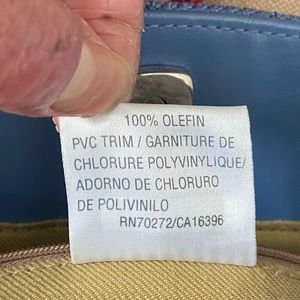 100% OLEFIN
PVC TRIM / GARNITURE DE
CHLORURE POLYVINYLIQUE/
ADORNO DE CHLORURO
DE POLIVINILO
RN70272/CA16396